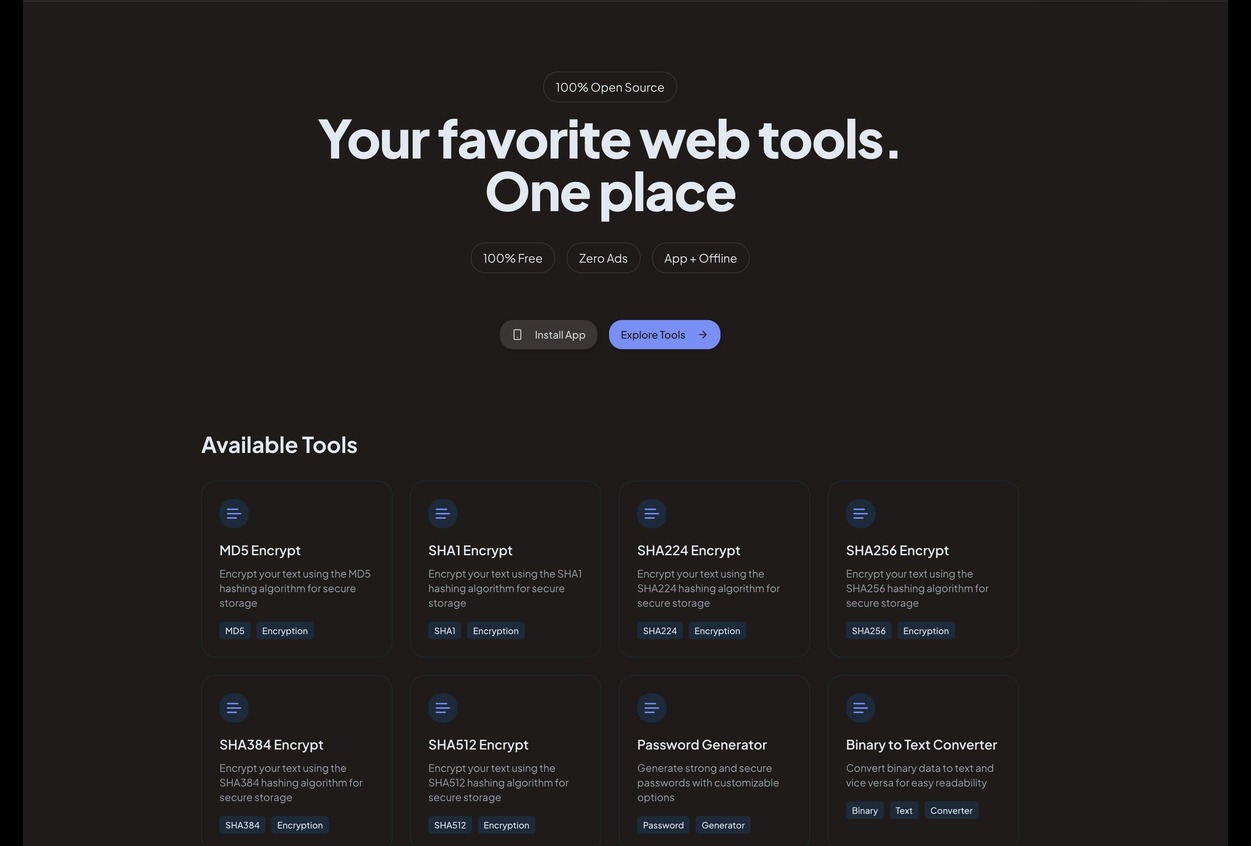 100% Open Source
Your favorite web tools.
One place
100% Free
Zero Ads
App + Offline
Install App
Explore Tools
Available Tools
MD5 Encrypt
Encrypt your text using the MD5
hashing algorithm for secure
storage
MD5
Encryption
SHA1 Encrypt
Encrypt your text using the SHA1
hashing algorithm for secure
storage
SHA1
Encryption
SHA224 Encrypt
Encrypt your text using the
SHA224 hashing algorithm for
secure storage
SHA224
Encryption
SHA256 Encrypt
Encrypt your text using the
SHA256 hashing algorithm for
secure storage
SHA256
Encryption
SHA384 Encrypt
Encrypt your text using the
SHA384 hashing algorithm for
secure storage
SHA384
Encryption
SHA512 Encrypt
Encrypt your text using the
SHA512 hashing algorithm for
secure storage
SHA512
Encryption
Password Generator
Generate strong and secure
passwords with customizable
options
Password
Generator
Binary to Text Converter
Convert binary data to text and
vice versa for easy readability
Binary
Text
Converter